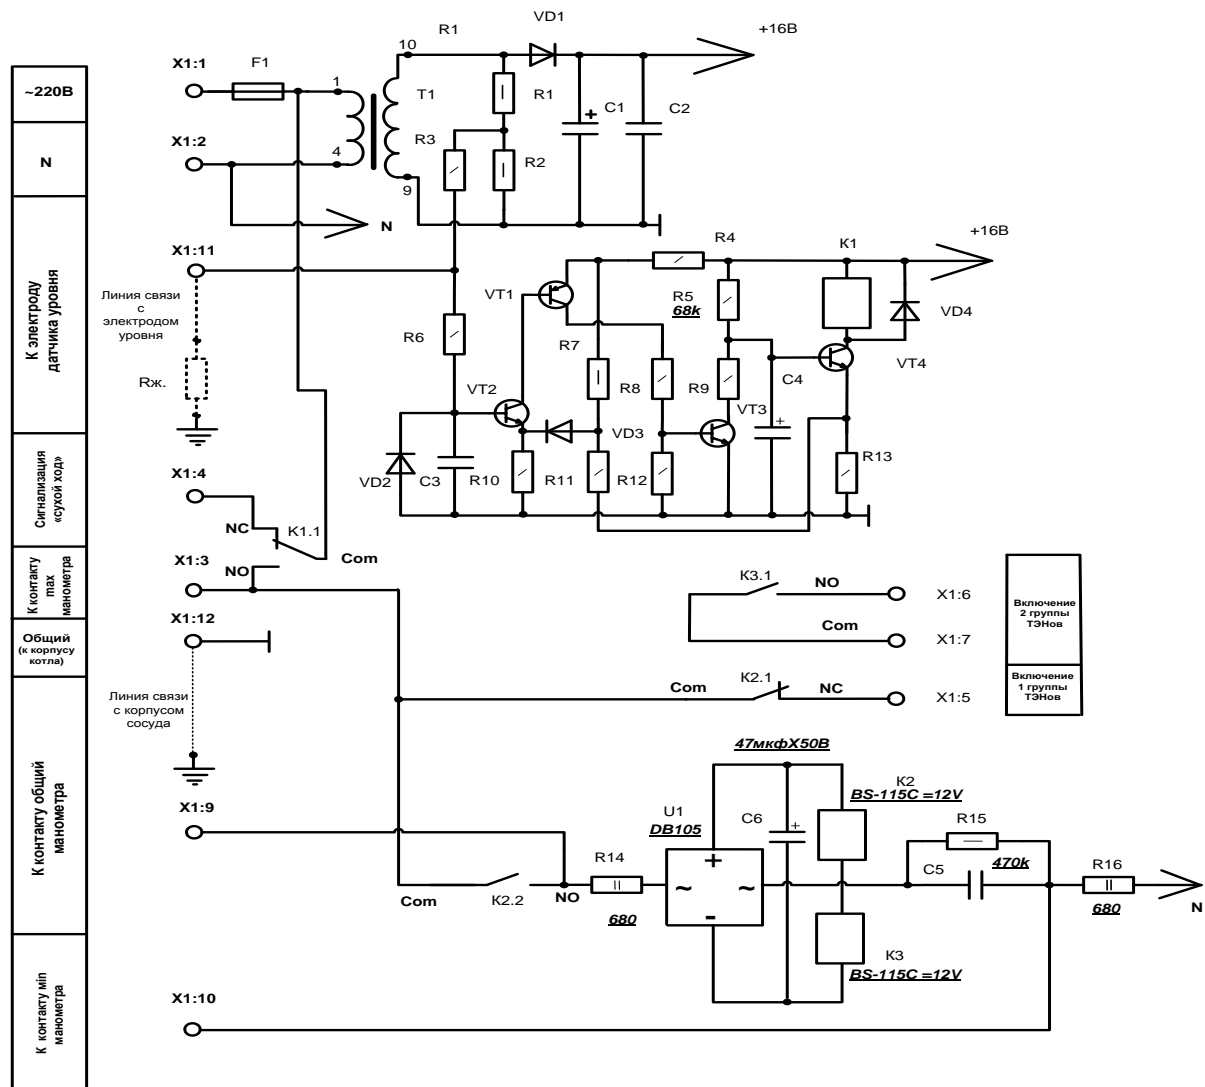 ~220В
N
К электроду
датчика уровня
Сигнализация
«сухой ход»
К контакту
max
манометра
Общий
(к корпусу
котла)
К контакту общий
манометра
К контакту min
манометра
X1:1
F1
X1:2
1
4
10
9
T1
R1
VD1
+16В
R1
R2
R3
C1
C2
N
X1:11
Линия связи
с
электродом
уровня
Rж.
R6
VT1
VT2
R4
R5
68k
K1
+16В
VD4
VT4
R7
R8
R9
C4
VT3
VD3
VD2
C3
R10
R11
R12
R13
X1:4
NC
K1.1
Com
X1:3
NO
X1:12
Линия связи
с корпусом
сосуда
K3.1
NO
X1:6
Com
X1:7
Включение
2 группы
ТЭНов
Com
K2.1
NC
X1:5
Включение
1 группы
ТЭНов
47мкфX50В
X1:9
U1
DB105
C6
K2
BS-115C =12V
R15
470k
C5
R14
680
R16
680
N
Com
K2.2
NO
K3
BS-115C =12V
X1:10